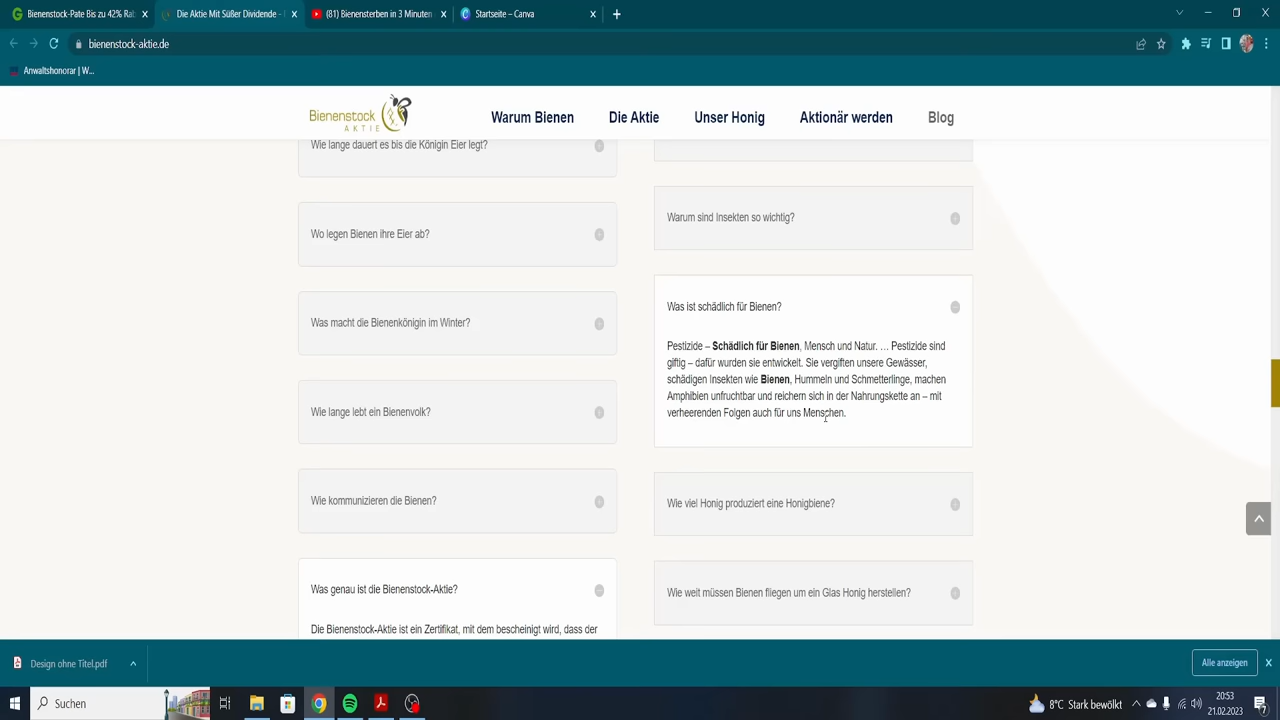 Bienenstock-Pate Bis zu 42% Rab
Die Aktie Mit Süßer Dividende -
(81) Bienensterben in 3 Minuten
Startseite – Canva
bienenstock-aktie.de
Anwaltshonorar | W...
Bienenstock
AKTIE
Warum Bienen
Die Aktie
Unser Honig
Aktionär werden
Blog
Wie lange dauert es bis die Königin Eier legt?
Wo legen Bienen ihre Eier ab?
Was macht die Bienenkönigin im Winter?
Wie lange lebt ein Bienenvolk?
Wie kommunizieren die Bienen?
Was genau ist die Bienenstock-Aktie?
Die Bienenstock-Aktie ist ein Zertifikat, mit dem bescheinigt wird, dass der
Warum sind Insekten so wichtig?
Was ist schädlich für Bienen?
Pestizide – Schädlich für Bienen, Mensch und Natur. … Pestizide sind
giftig – dafür wurden sie entwickelt. Sie vergiften unsere Gewässer,
schädigen Insekten wie Bienen, Hummeln und Schmetterlinge, machen
Amphibien unfruchtbar und reichern sich in der Nahrungskette an – mit
verheerenden Folgen auch für uns Menschen.
Wie viel Honig produziert eine Honigbiene?
Wie weit müssen Bienen fliegen um ein Glas Honig herstellen?
Design ohne Titel.pdf
Alle anzeigen
Suchen
8°C Stark bewölkt
20:53
21.02.2023